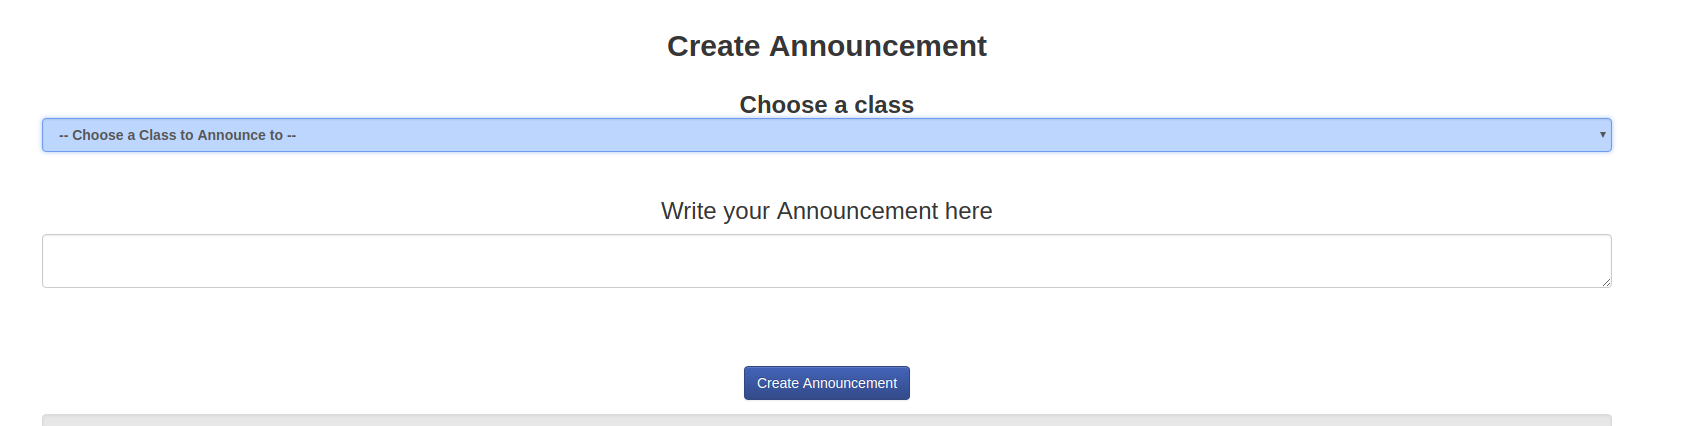 Create Announcement
Choose a class
-- Choose a Class to Announce to --
Write your Announcement here
Create Announcement